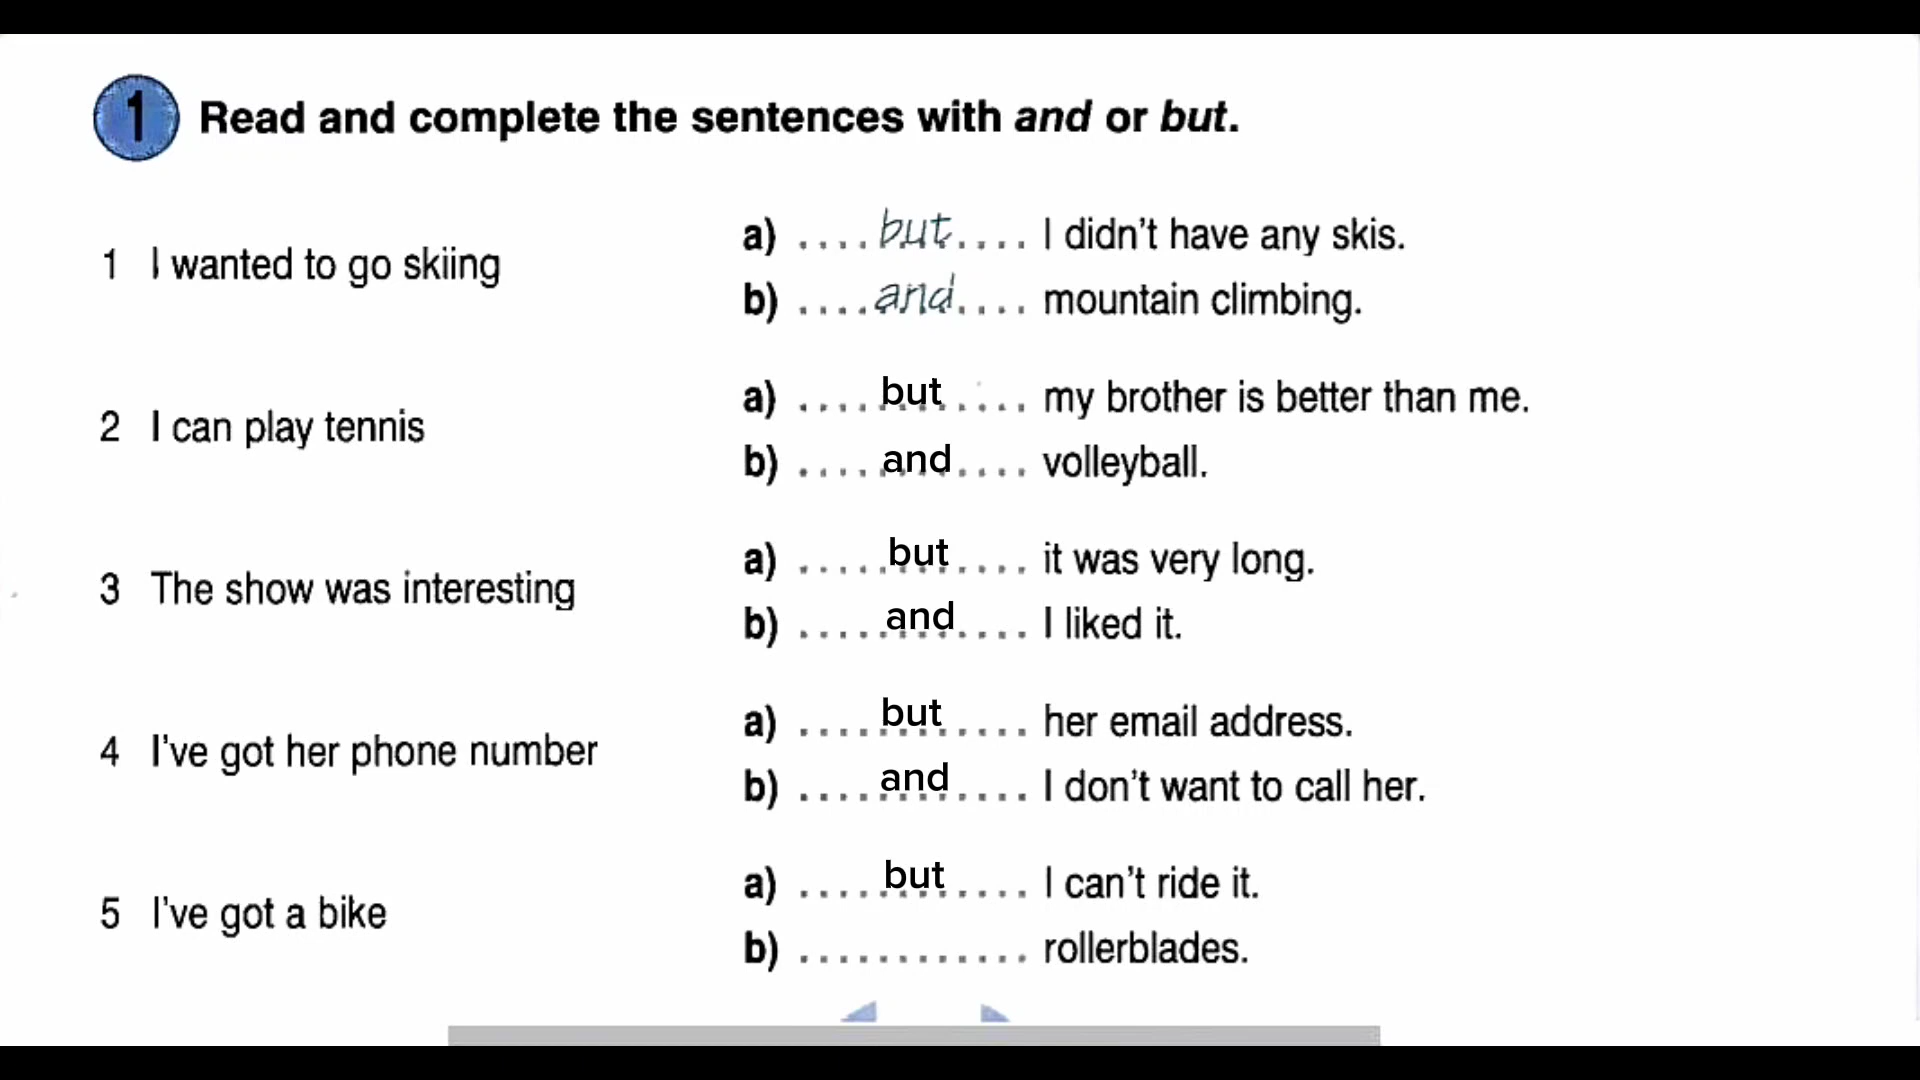 1 Read and complete the sentences with and or but.
1 I wanted to go skiing
a) ....but.... I didn't have any skis.
b) ....and.... mountain climbing.
2 I can play tennis
a) ....but.... my brother is better than me.
b) ....and.... volleyball.
3 The show was interesting
a) ....but.... it was very long.
b) ....and.... I liked it.
4 I've got her phone number
a) ....but.... her email address.
b) ....and.... I don't want to call her.
5 I've got a bike
a) ....but.... I can't ride it.
b) ............ rollerblades.